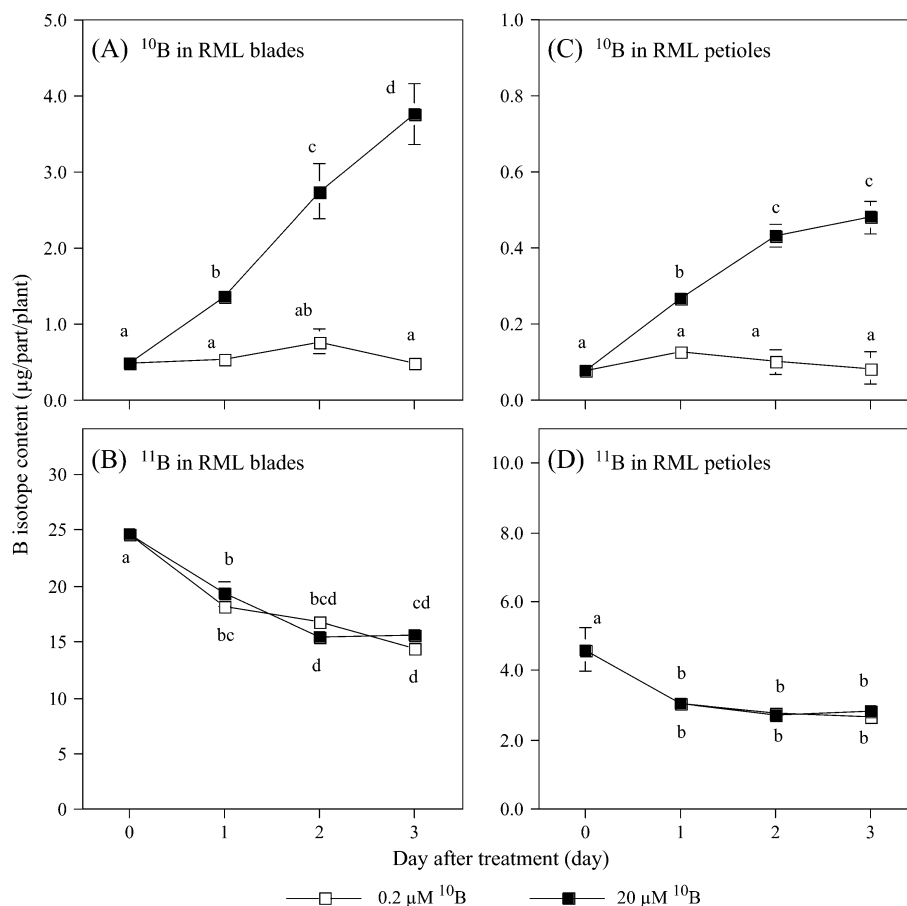 (A) ¹⁰B in RML blades
5.0
4.0
3.0
2.0
1.0
0.0
a
b
c
d
a
ab
a
(C) ¹⁰B in RML petioles
1.0
0.8
0.6
0.4
0.2
0.0
a
b
c
c
a
a
a
B isotope content (µg/part/plant)
(B) ¹¹B in RML blades
30
25
20
15
10
5
0
a
b
bcd
cd
bc
d
d
0 1 2 3
(D) ¹¹B in RML petioles
10.0
8.0
6.0
4.0
2.0
0.0
a
b
b
b
b
b
b
0 1 2 3
Day after treatment (day)
0.2 µM ¹⁰B 20 µM ¹⁰B